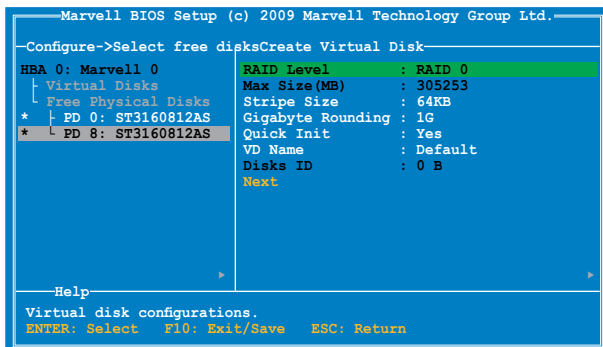 Marvell BIOS Setup (c) 2009 Marvell Technology Group Ltd.
Configure->Select free disksCreate Virtual Disk
HBA 0: Marvell 0
Virtual Disks
Free Physical Disks
* PD 0: ST3160812AS
* PD 8: ST3160812AS
RAID Level : RAID 0
Max Size(MB) : 305253
Stripe Size : 64KB
Gigabyte Rounding : 1G
Quick Init : Yes
VD Name : Default
Disks ID : 0 B
Next
Help
Virtual disk configurations.
ENTER: Select F10: Exit/Save ESC: Return